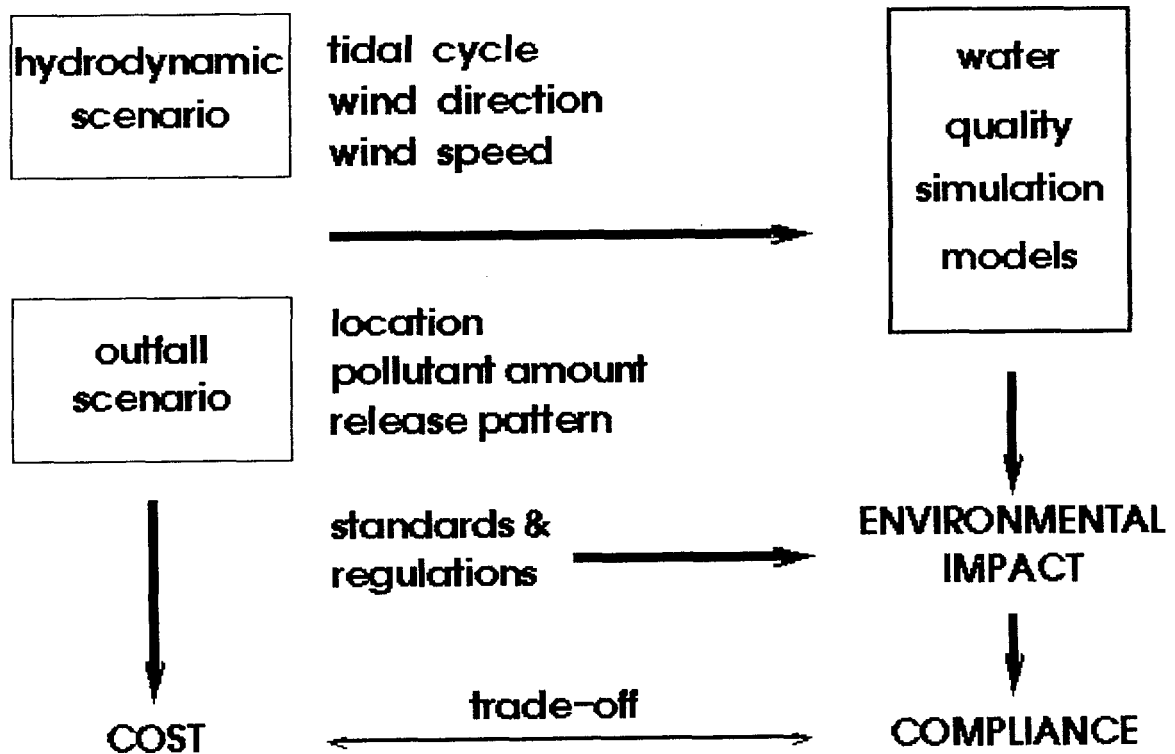 hydrodynamic
scenario
tidal cycle
wind direction
wind speed
water
quality
simulation
models
outfall
scenario
location
pollutant amount
release pattern
standards &
regulations
ENVIRONMENTAL
IMPACT
trade-off
COST
COMPLIANCE